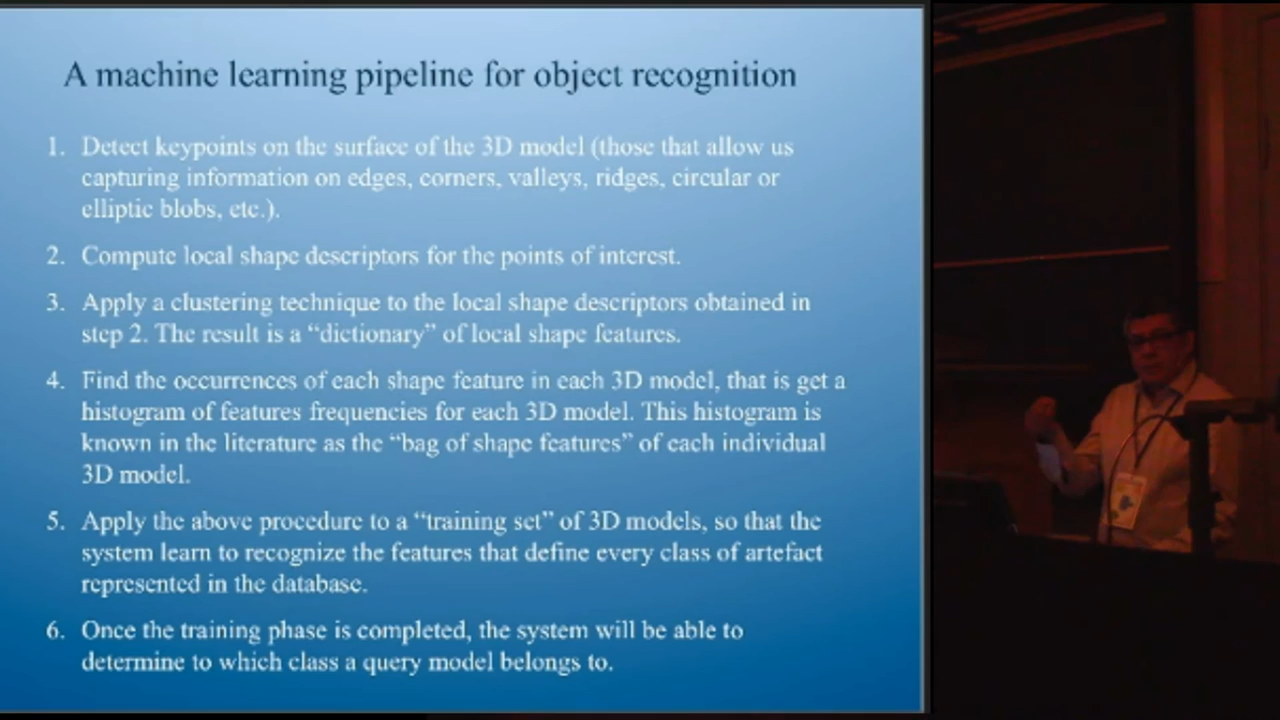 A machine learning pipeline for object recognition
1. Detect keypoints on the surface of the 3D model (those that allow us
capturing information on edges, corners, valleys, ridges, circular or
elliptic blobs, etc.).
2. Compute local shape descriptors for the points of interest.
3. Apply a clustering technique to the local shape descriptors obtained in
step 2. The result is a “dictionary” of local shape features.
4. Find the occurrences of each shape feature in each 3D model, that is get a
histogram of features frequencies for each 3D model. This histogram is
known in the literature as the “bag of shape features” of each individual
3D model.
5. Apply the above procedure to a “training set” of 3D models, so that the
system learn to recognize the features that define every class of artefact
represented in the database.
6. Once the training phase is completed, the system will be able to
determine to which class a query model belongs to.